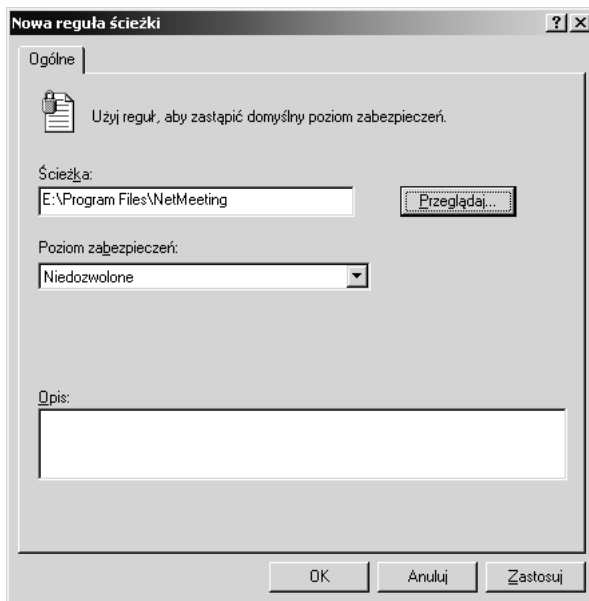 Nowa reguła ścieżki
Ogólne
Użyj reguł, aby zastąpić domyślny poziom zabezpieczeń.
Ścieżka:
E:\Program Files\NetMeeting
Przeglądaj...
Poziom zabezpieczeń:
Niedozwolone
Opis:
OK Anuluj Zastosuj